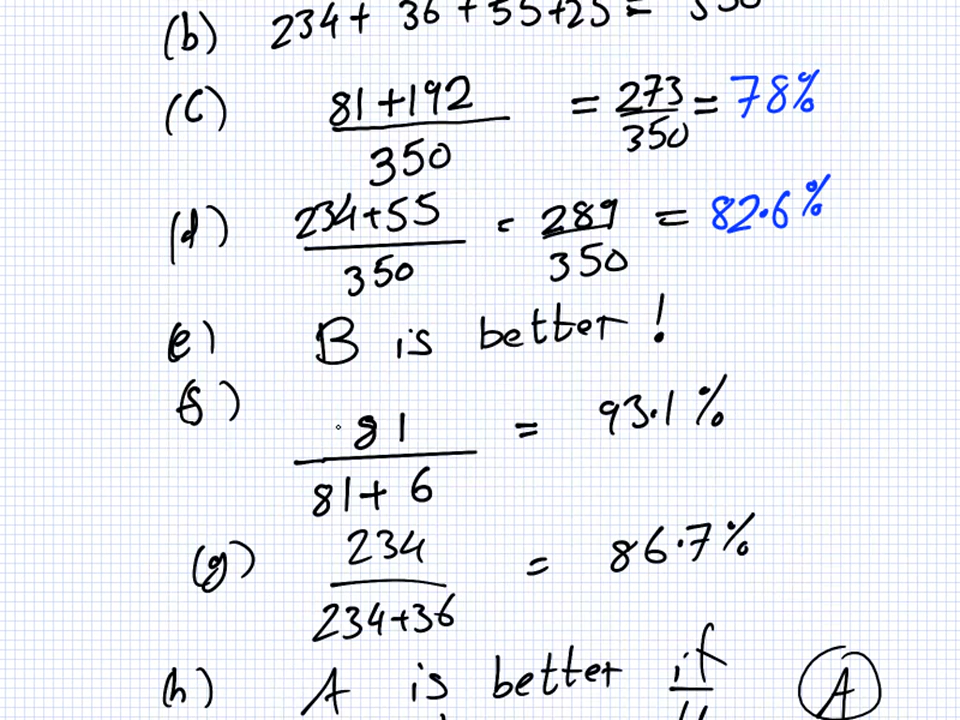 (b) 234 + 36 + 55 + 25 = 350
(c) 81 + 192 / 350 = 273 / 350 = 78%
(d) 234 + 55 / 350 = 289 / 350 = 82.6%
(e) B is better!
(f) 81 / 81 + 6 = 93.1%
(g) 234 / 234 + 36 = 86.7%
(h) A is better if A